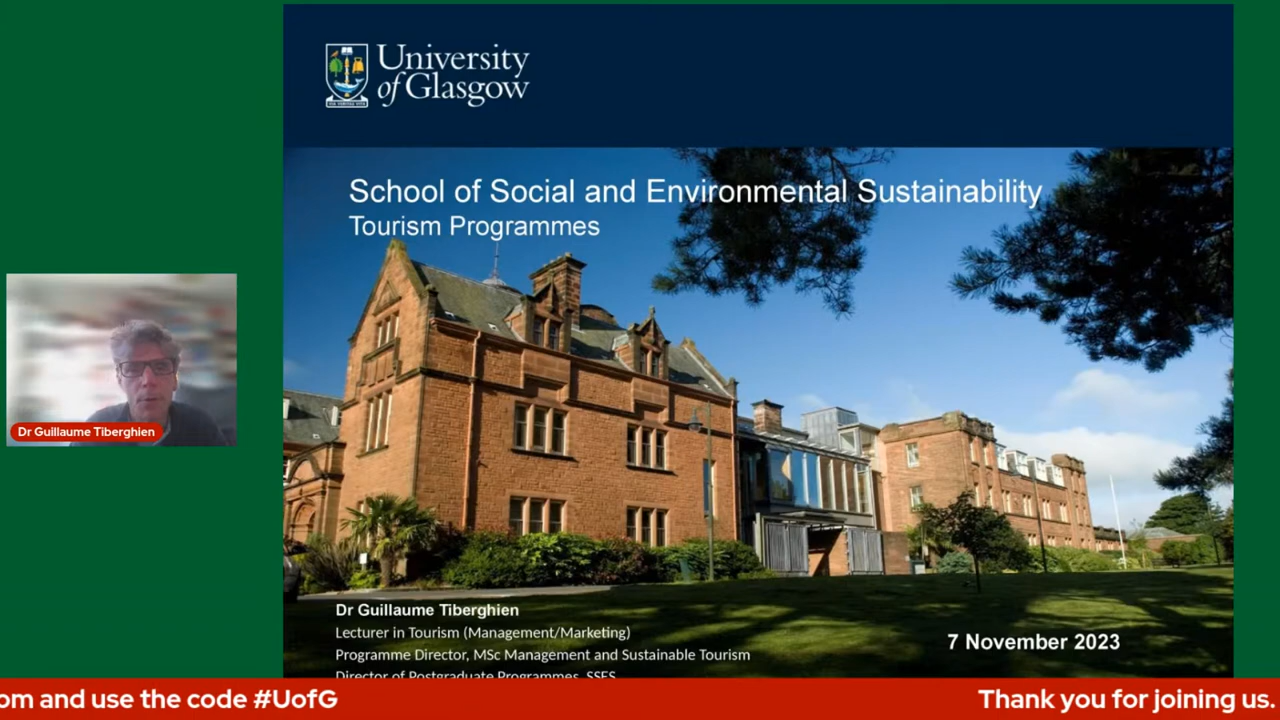 University
of Glasgow
School of Social and Environmental Sustainability
Tourism Programmes
Dr Guillaume Tiberghien
Dr Guillaume Tiberghien
Lecturer in Tourism (Management/Marketing)
Programme Director, MSc Management and Sustainable Tourism
Director of Postgraduate Programmes, SSES
7 November 2023
om and use the code #UofG
Thank you for joining us.